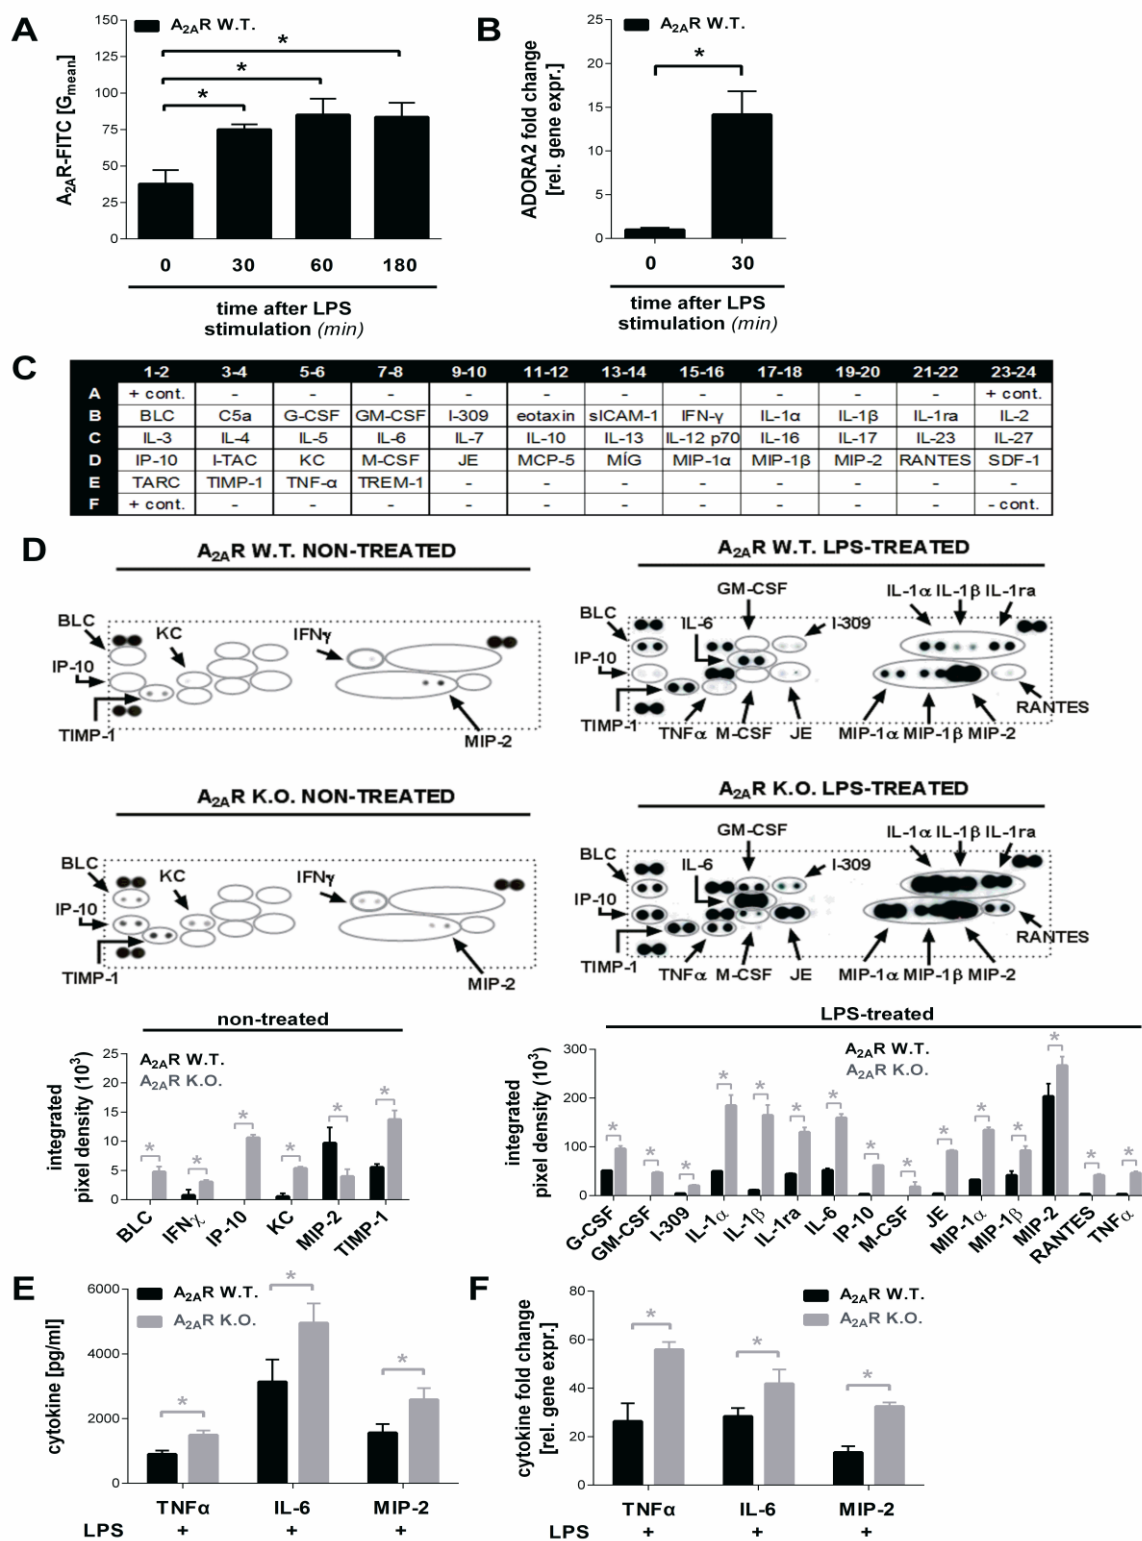 A
A2AR W.T.
A2AR-FITC [Gmean]
150
125
100
75
50
25
0
* * *
0 30 60 180
time after LPS
stimulation (min)
B
A2AR W.T.
ADORA2 fold change
[rel. gene expr.]
25
20
15
10
5
0
*
0 30
time after LPS
stimulation (min)
C
1-2 3-4 5-6 7-8 9-10 11-12 13-14 15-16 17-18 19-20 21-22 23-24
A + cont. - - - - - - - - - - + cont.
B BLC C5a G-CSF GM-CSF I-309 eotaxin sICAM-1 IFN-γ IL-1α IL-1β IL-1ra IL-2
C IL-3 IL-4 IL-5 IL-6 IL-7 IL-10 IL-13 IL-12 p70 IL-16 IL-17 IL-23 IL-27
D IP-10 I-TAC KC M-CSF JE MCP-5 MÍG MIP-1α MIP-1β MIP-2 RANTES SDF-1
E TARC TIMP-1 TNF-α TREM-1 - - - - - - - -
F + cont. - - - - - - - - - - - cont.
D
A2AR W.T. NON-TREATED
BLC
KC
IFNγ
IP-10
TIMP-1
MIP-2
A2AR W.T. LPS-TREATED
GM-CSF
IL-1α IL-1β IL-1ra
BLC
IL-6
I-309
IP-10
RANTES
TIMP-1
TNFα M-CSF JE MIP-1α MIP-1β MIP-2
A2AR K.O. NON-TREATED
BLC
KC
IFNγ
IP-10
TIMP-1
MIP-2
A2AR K.O. LPS-TREATED
GM-CSF
IL-1α IL-1β IL-1ra
BLC
IL-6
I-309
IP-10
RANTES
TIMP-1
TNFα M-CSF JE MIP-1α MIP-1β MIP-2
non-treated
A2AR W.T.
A2AR K.O.
integrated
pixel density (10³)
25
20
15
10
5
0
* * * * * *
BLC IFNγ IP-10 KC MIP-2 TIMP-1
LPS-treated
A2AR W.T.
A2AR K.O.
integrated
pixel density (10³)
300
200
100
0
* * * * * * * * * * * * * * *
G-CSF GM-CSF I-309 IL-1α IL-1β IL-1ra IL-6 IP-10 M-CSF JE MIP-1α MIP-1β MIP-2 RANTES TNFα
E
A2AR W.T.
A2AR K.O.
cytokine [pg/ml]
6000
4000
2000
0
* * *
TNFα IL-6 MIP-2
LPS + + +
F
A2AR W.T.
A2AR K.O.
cytokine fold change
[rel. gene expr.]
80
60
40
20
0
* * *
TNFα IL-6 MIP-2
LPS + + +